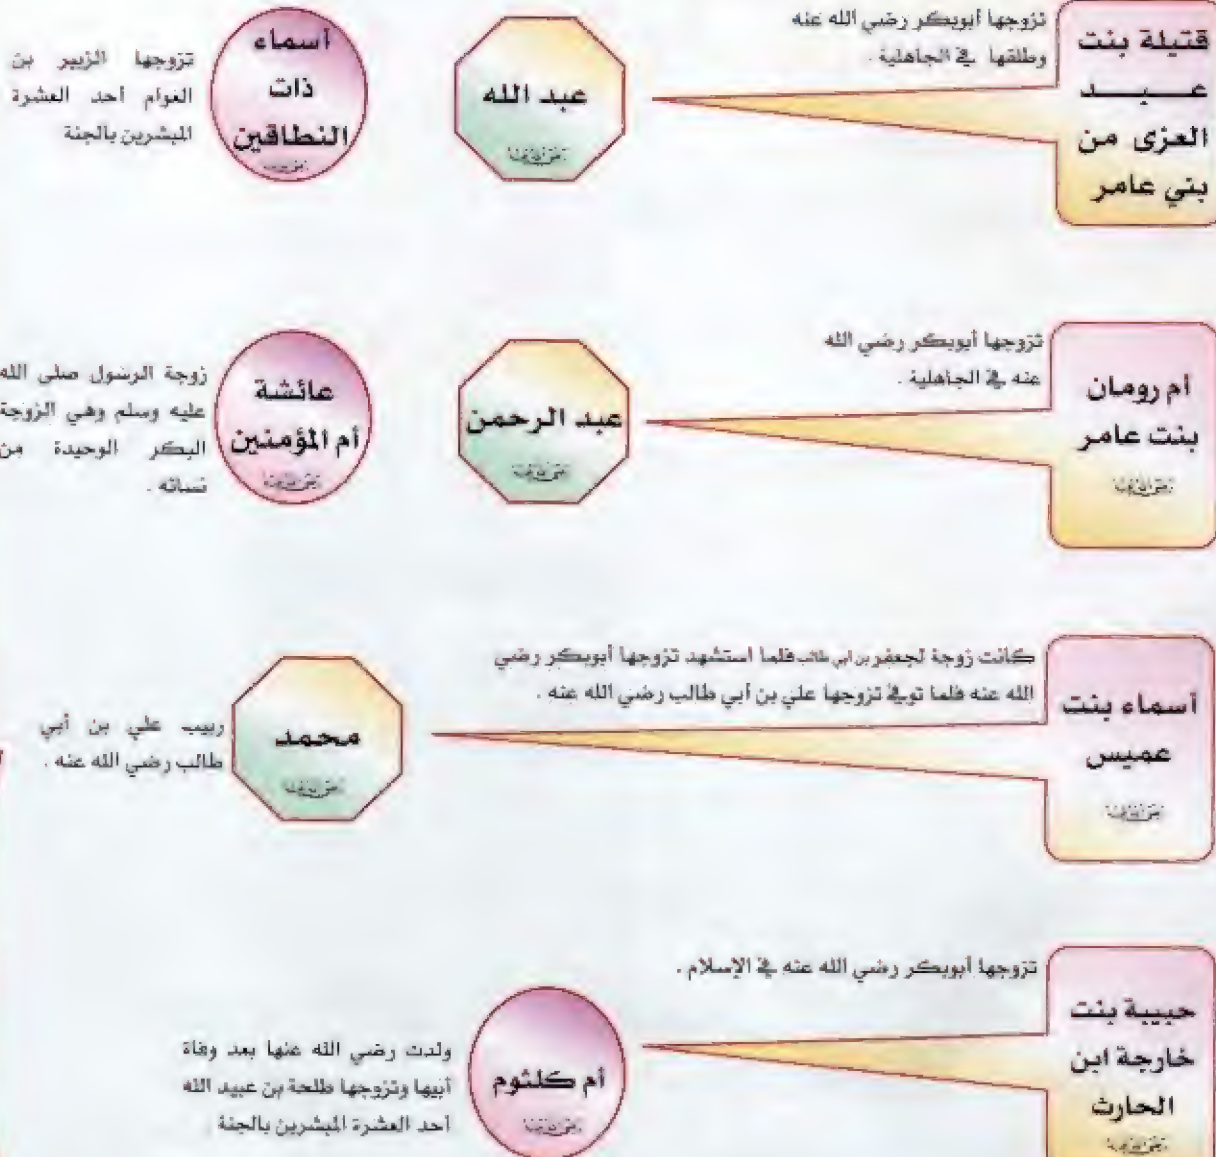 قتيلة بنت
عبد
العزى من
بني عامر
تزوجها أبوبكر رضي الله عنه
وطلقها في الجاهلية .
عبد الله
أسماء
ذات
النطاقين
تزوجها الزبير بن
العوام أحد العشرة
المبشرين بالجنة
أم رومان
بنت عامر
تزوجها أبوبكر رضي الله
عنه في الجاهلية .
عبد الرحمن
عائشة
أم المؤمنين
زوجة الرسول صلى الله
عليه وسلم وهي الزوجة
البكر الوحيدة من
نسائه .
أسماء بنت
عميس
كانت زوجة لجعفر بن ابي طالب فلما استشهد تزوجها أبوبكر رضي
الله عنه فلما توفي تزوجها علي بن أبي طالب رضي الله عنه .
محمد
ربيب علي بن أبي
طالب رضي الله عنه .
حبيبة بنت
خارجة ابن
الحارث
تزوجها أبوبكر رضي الله عنه في الإسلام .
أم كلثوم
ولدت رضي الله عنها بعد وفاة
أبيها وتزوجها طلحة بن عبيد الله
أحد العشرة المبشرين بالجنة